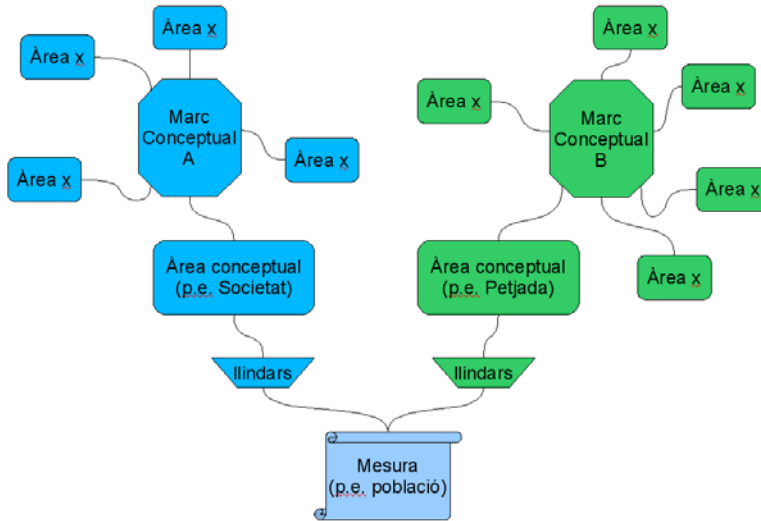 Àrea x
Àrea x
Àrea x
Àrea x
Marc
Conceptual
A
Àrea x
Àrea x
Àrea x
Àrea x
Àrea x
Marc
Conceptual
B
Àrea conceptual
(p.e. Societat)
Àrea conceptual
(p.e. Petjada)
llindars
llindars
Mesura
(p.e. població)